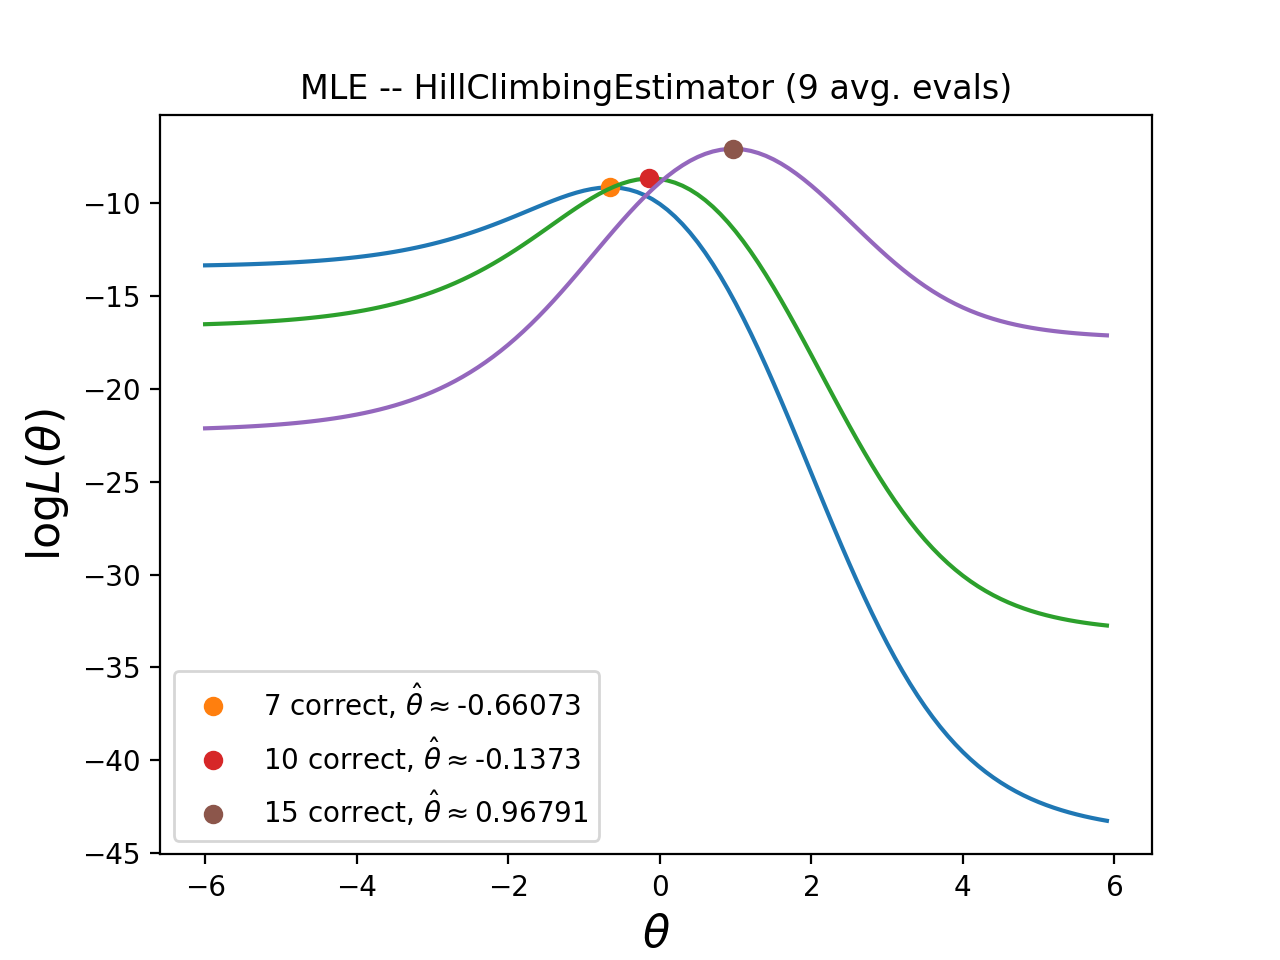 MLE -- HillClimbingEstimator (9 avg. evals)
logL(θ)
−10
−15
−20
−25
−30
−35
−40
−45
7 correct, θ̂ ≈ -0.66073
10 correct, θ̂ ≈ -0.1373
15 correct, θ̂ ≈ 0.96791
−6 −4 −2 0 2 4 6
θ